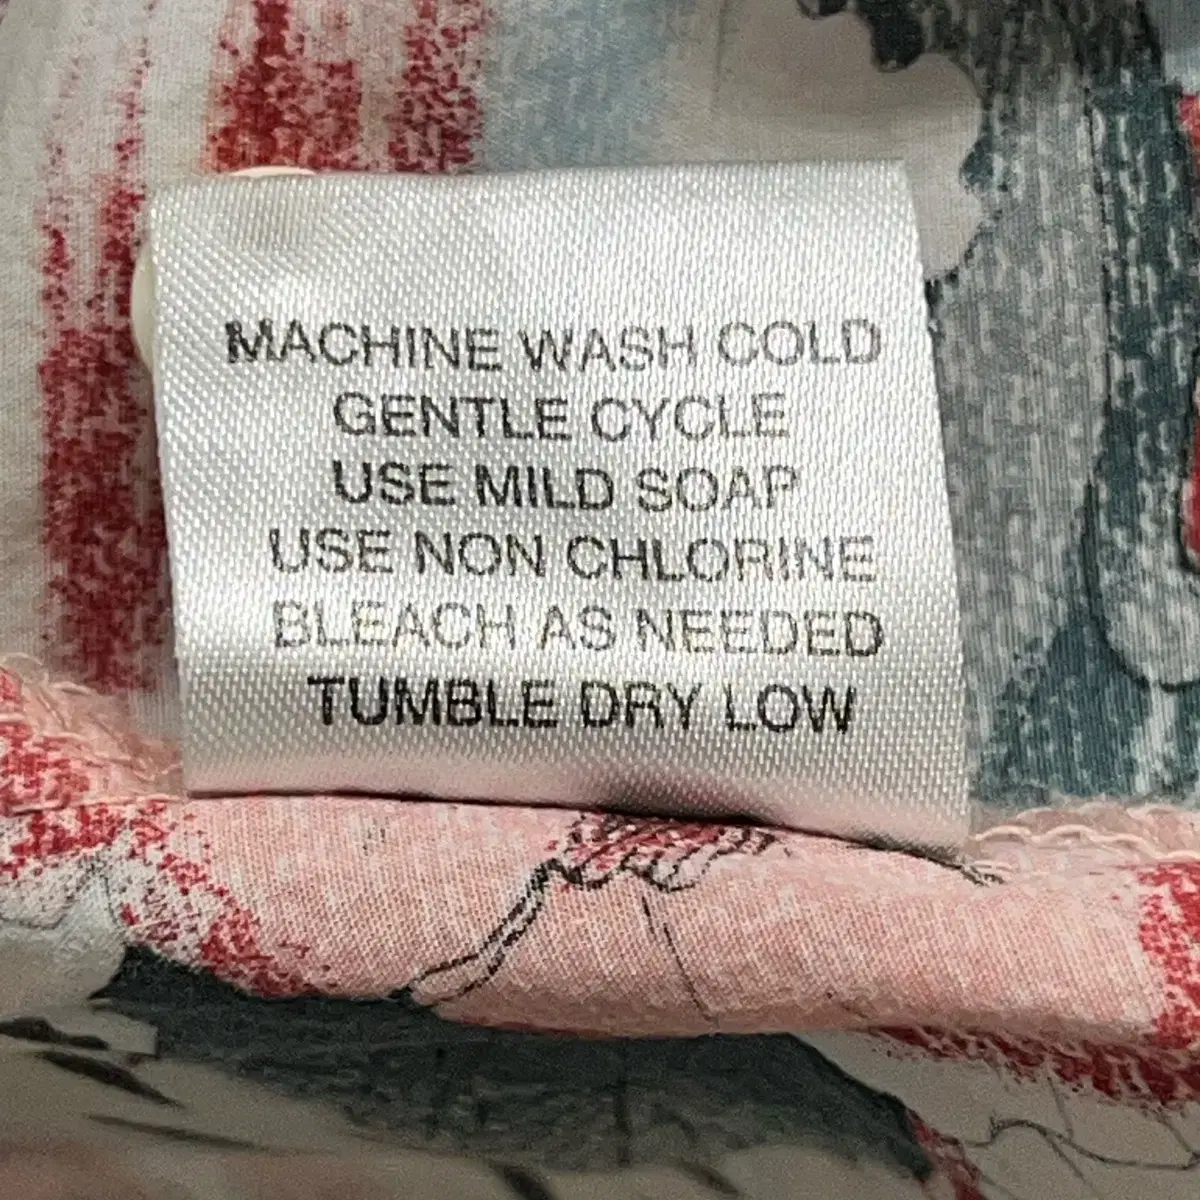 MACHINE WASH COLD
GENTLE CYCLE
USE MILD SOAP
USE NON CHLORINE
BLEACH AS NEEDED
TUMBLE DRY LOW